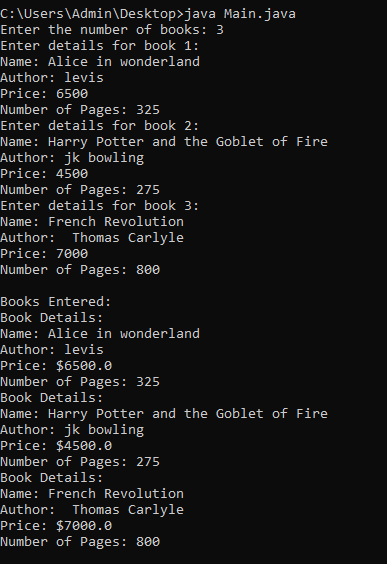 C:\Users\Admin\Desktop>java Main.java
Enter the number of books: 3
Enter details for book 1:
Name: Alice in wonderland
Author: levis
Price: 6500
Number of Pages: 325
Enter details for book 2:
Name: Harry Potter and the Goblet of Fire
Author: jk bowling
Price: 4500
Number of Pages: 275
Enter details for book 3:
Name: French Revolution
Author:  Thomas Carlyle
Price: 7000
Number of Pages: 800

Books Entered:
Book Details:
Name: Alice in wonderland
Author: levis
Price: $6500.0
Number of Pages: 325
Book Details:
Name: Harry Potter and the Goblet of Fire
Author: jk bowling
Price: $4500.0
Number of Pages: 275
Book Details:
Name: French Revolution
Author:  Thomas Carlyle
Price: $7000.0
Number of Pages: 800